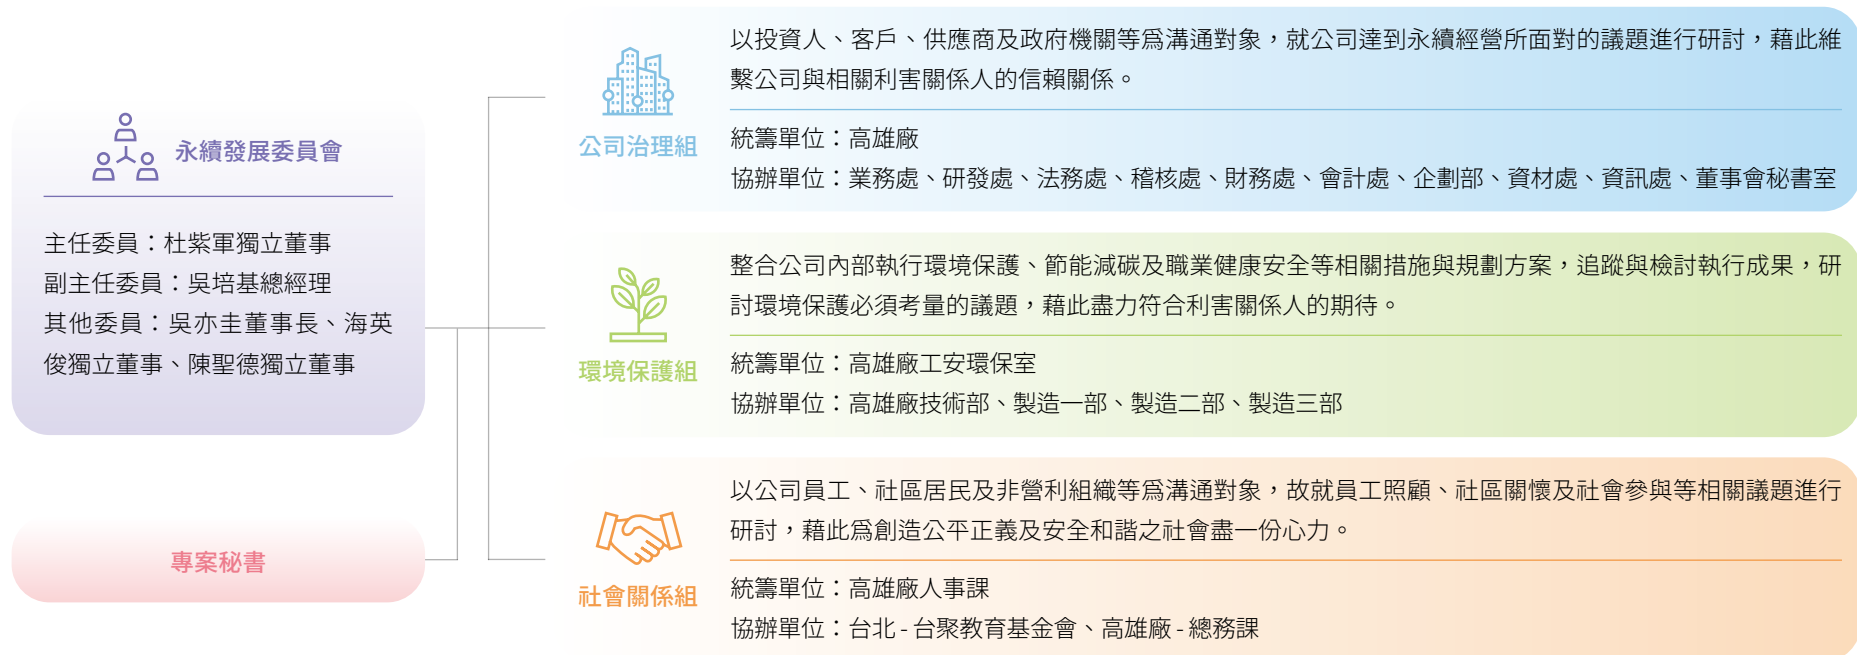 永續發展委員會
主任委員：杜紫軍獨立董事
副主任委員：吳培基總經理
其他委員：吳亦圭董事長、海英
俊獨立董事、陳聖德獨立董事
專案秘書
公司治理組
以投資人、客戶、供應商及政府機關等為溝通對象，就公司達到永續經營所面對的議題進行研討，藉此維
繫公司與相關利害關係人的信賴關係。
統籌單位：高雄廠
協辦單位：業務處、研發處、法務處、稽核處、財務處、會計處、企劃部、資材處、資訊處、董事會秘書室
環境保護組
整合公司內部執行環境保護、節能減碳及職業健康安全等相關措施與規劃方案，追蹤與檢討執行成果，研
討環境保護必須考量的議題，藉此盡力符合利害關係人的期待。
統籌單位：高雄廠工安環保室
協辦單位：高雄廠技術部、製造一部、製造二部、製造三部
社會關係組
以公司員工、社區居民及非營利組織等為溝通對象，故就員工照顧、社區關懷及社會參與等相關議題進行
研討，藉此為創造公平正義及安全和諧之社會盡一份心力。
統籌單位：高雄廠人事課
協辦單位：台北 - 台聚教育基金會、高雄廠 - 總務課